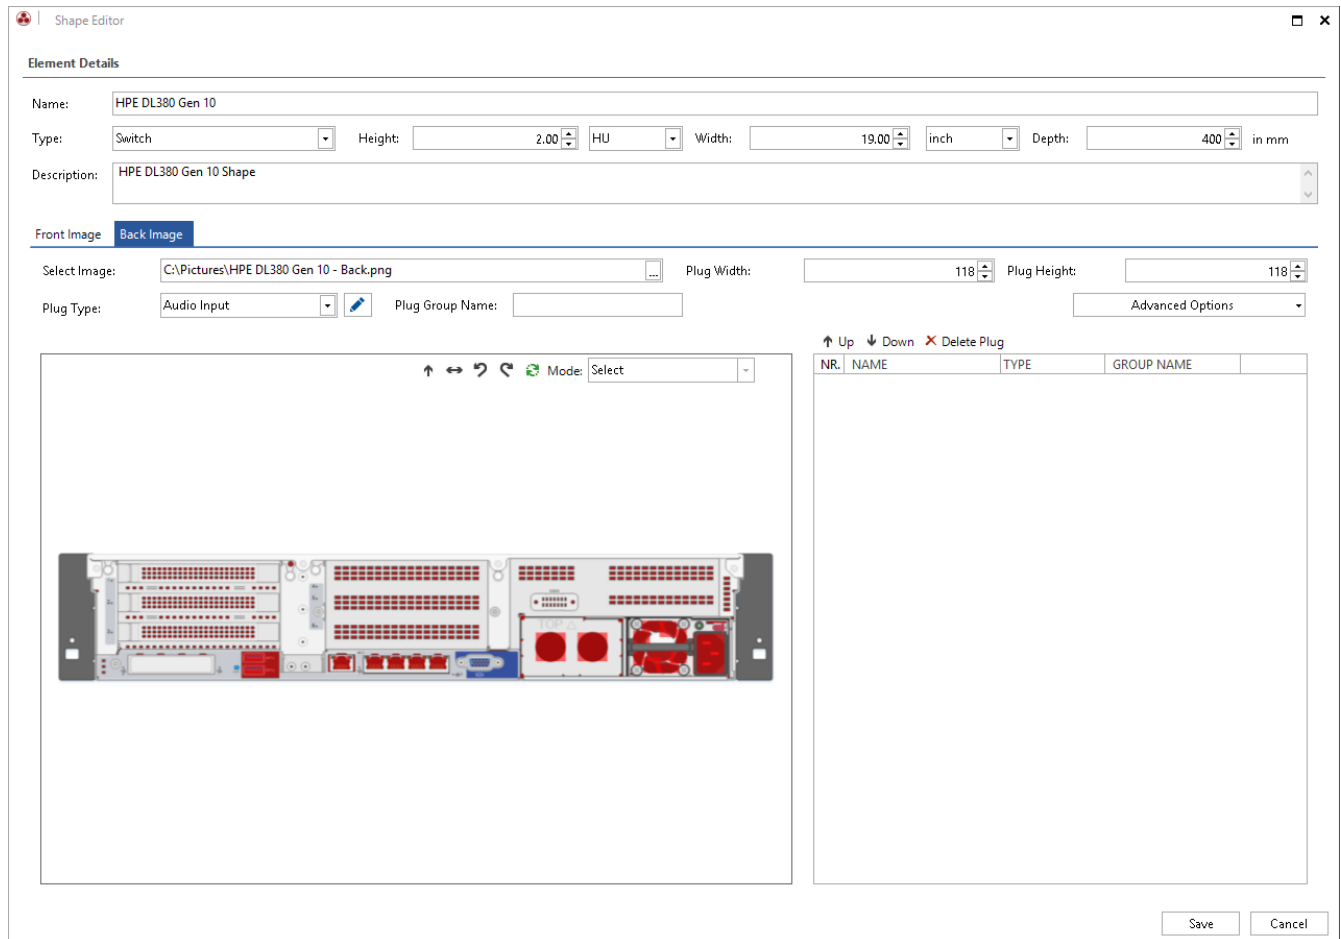 Shape Editor
Element Details
Name: HPE DL380 Gen 10
Type: Switch Height: 2.00 HU Width: 19.00 inch Depth: 400 in mm
Description: HPE DL380 Gen 10 Shape
Front Image Back Image
Select Image: C:\Pictures\HPE DL380 Gen 10 - Back.png ... Plug Width: 118 Plug Height: 118
Plug Type: Audio Input Plug Group Name: Advanced Options
Up Down Delete Plug
Mode: Select
NR. NAME TYPE GROUP NAME
TOP
Save Cancel